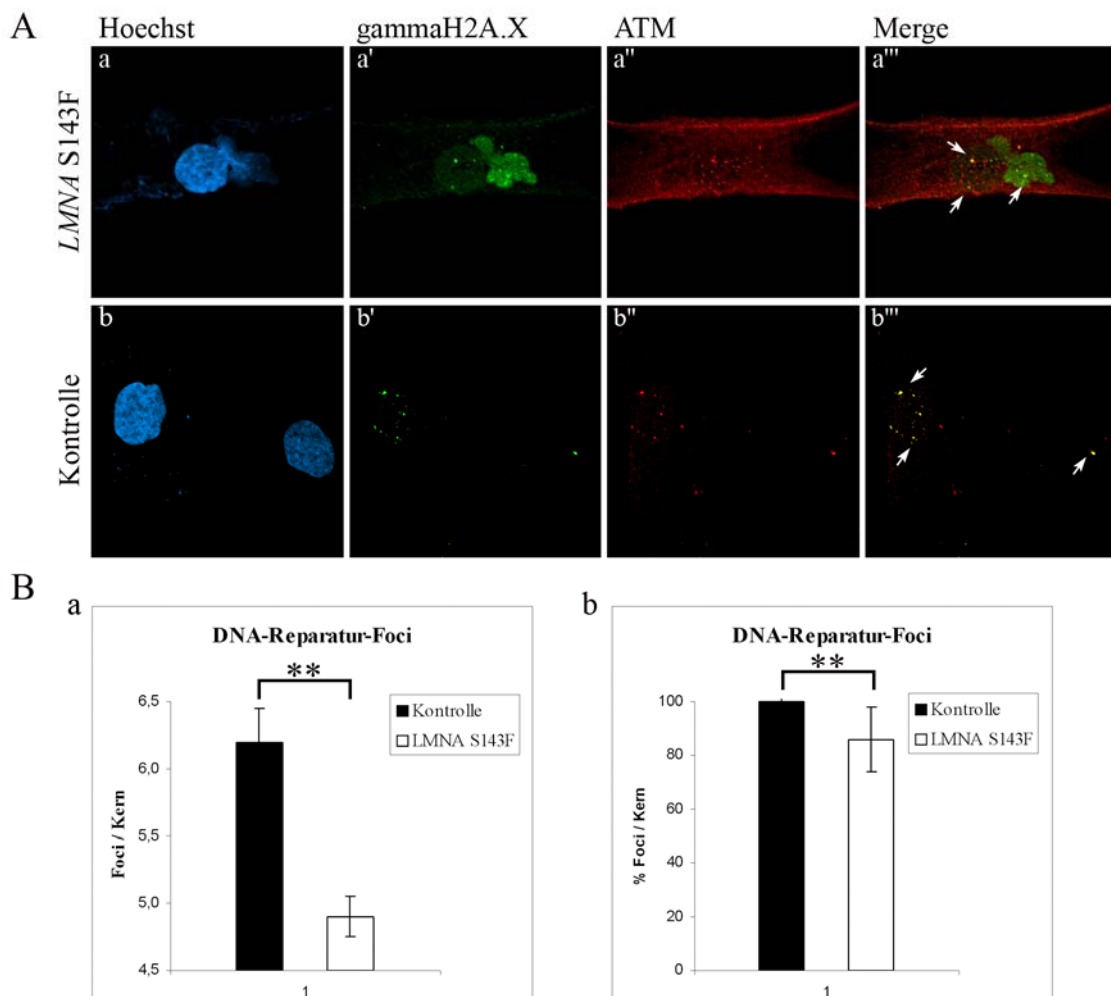 A
Hoechst gammaH2A.X ATM Merge
LMNA S143F
a a' a'' a'''
Kontrolle
b b' b'' b'''
B
a
DNA-Reparatur-Foci
**
6,5
6,0
5,5
5,0
4,5
Foci / Kern
Kontrolle
LMNA S143F
1
b
DNA-Reparatur-Foci
**
100
80
60
40
20
0
% Foci / Kern
Kontrolle
LMNA S143F
1